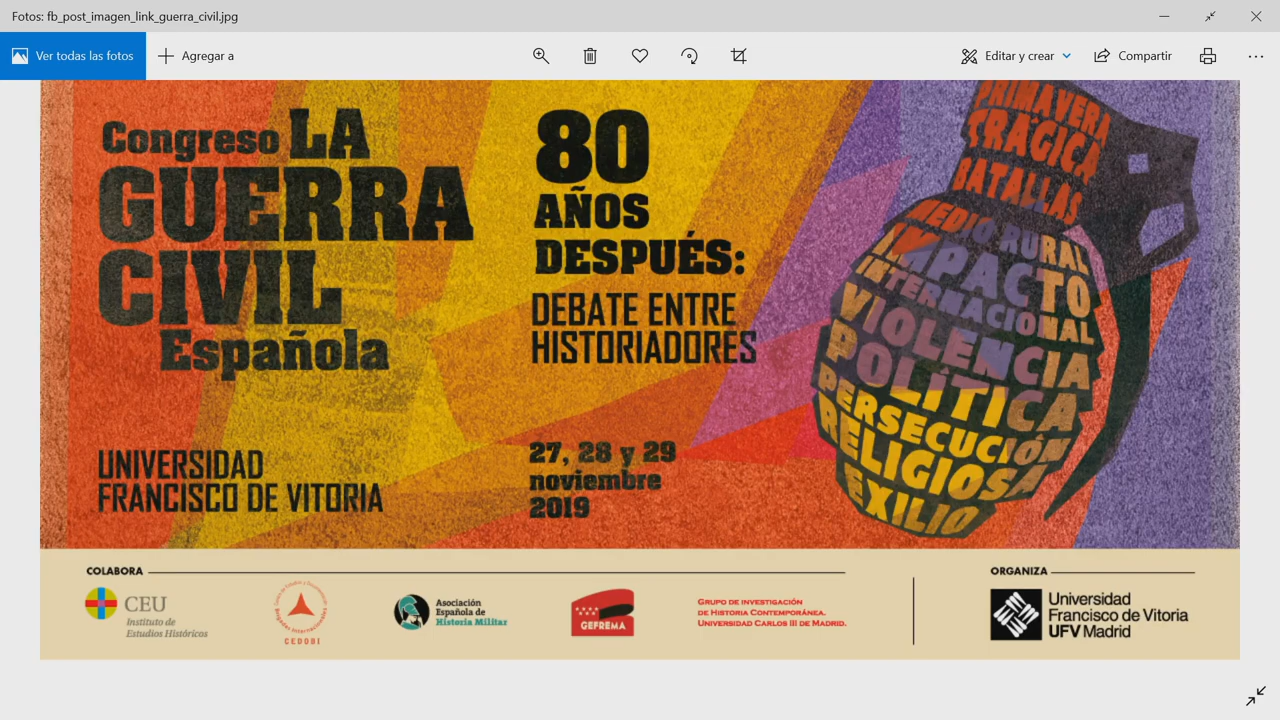 Fotos: fb_post_imagen_link_guerra_civil.jpg
Ver todas las fotos
Agregar a
Editar y crear
Compartir
Congreso LA
GUERRA
CIVIL
Española
UNIVERSIDAD
FRANCISCO DE VITORIA
80
AÑOS
DESPUÉS:
DEBATE ENTRE
HISTORIADORES
27, 28 y 29
noviembre
2019
PRIMAVERA
TRÁGICA
BATALLAS
MEDIO RURAL
IMPACTO
INTERNACIONAL
VIOLENCIA
POLÍTICA
PERSECUCIÓN
RELIGIOSA
EXILIO
COLABORA
CEU
Instituto de
Estudios Históricos
CEDOBI
Asociación
Española de
Historia Militar
GEFREMA
GRUPO DE INVESTIGACIÓN
DE HISTORIA CONTEMPORÁNEA.
UNIVERSIDAD CARLOS III DE MADRID.
ORGANIZA
Universidad
Francisco de Vitoria
UFV Madrid